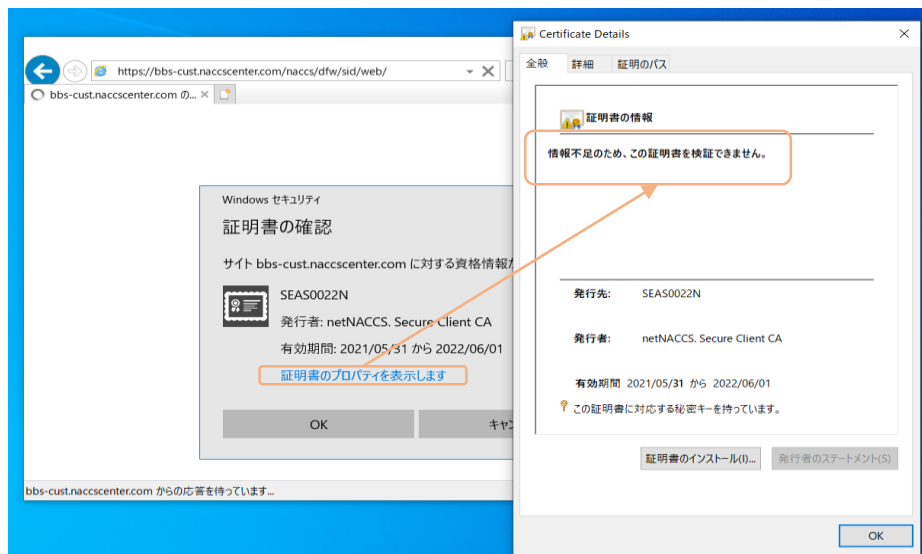 https://bbs-cust.naccscenter.com/naccs/dfw/sid/web/
bbs-cust.naccscenter.com の...
Windows セキュリティ
証明書の確認
サイト bbs-cust.naccscenter.com に対する資格情報が
SEAS0022N
発行者: netNACCS. Secure Client CA
有効期間: 2021/05/31 から 2022/06/01
証明書のプロパティを表示します
OK
キャン
bbs-cust.naccscenter.com からの応答を待っています...
Certificate Details
全般 詳細 証明のパス
証明書の情報
情報不足のため、この証明書を検証できません。
発行先: SEAS0022N
発行者: netNACCS. Secure Client CA
有効期間 2021/05/31 から 2022/06/01
この証明書に対応する秘密キーを持っています。
証明書のインストール(I)... 発行者のステートメント(S)
OK